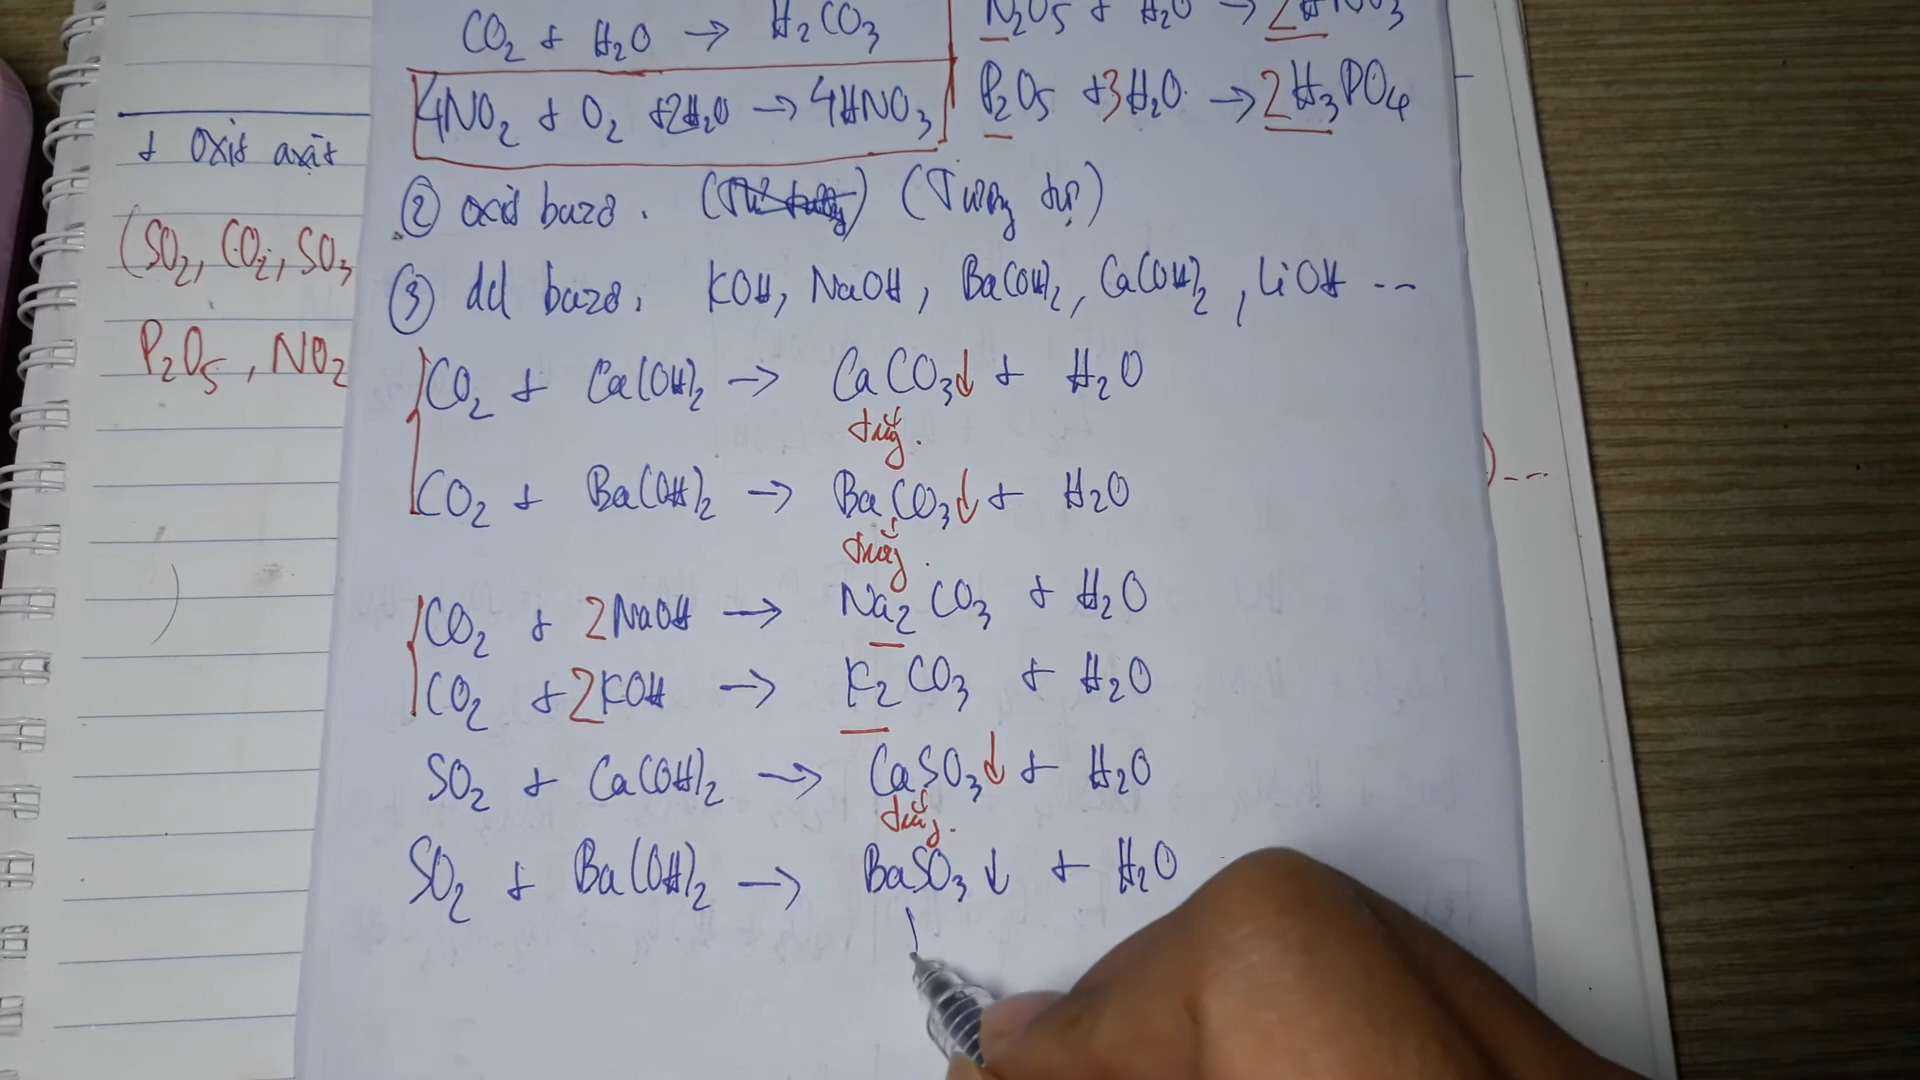 + Oxit axit
(SO₂, CO₂, SO₃
P₂O₅, NO₂
)
CO₂ + H₂O → H₂CO₃
4NO₂ + O₂ + 2H₂O → 4HNO₃
N₂O₅ + H₂O → 2HNO₃
P₂O₅ + 3H₂O → 2H₃PO₄
② oxit bazơ. (Tương tự)
③ dd bazơ. KOH, NaOH, Ba(OH)₂, Ca(OH)₂, LiOH ...
CO₂ + Ca(OH)₂ → CaCO₃↓ + H₂O
trắng.
CO₂ + Ba(OH)₂ → BaCO₃↓ + H₂O
trắng.
CO₂ + 2NaOH → Na₂CO₃ + H₂O
CO₂ + 2KOH → K₂CO₃ + H₂O
SO₂ + Ca(OH)₂ → CaSO₃↓ + H₂O
trắng.
SO₂ + Ba(OH)₂ → BaSO₃↓ + H₂O
)...